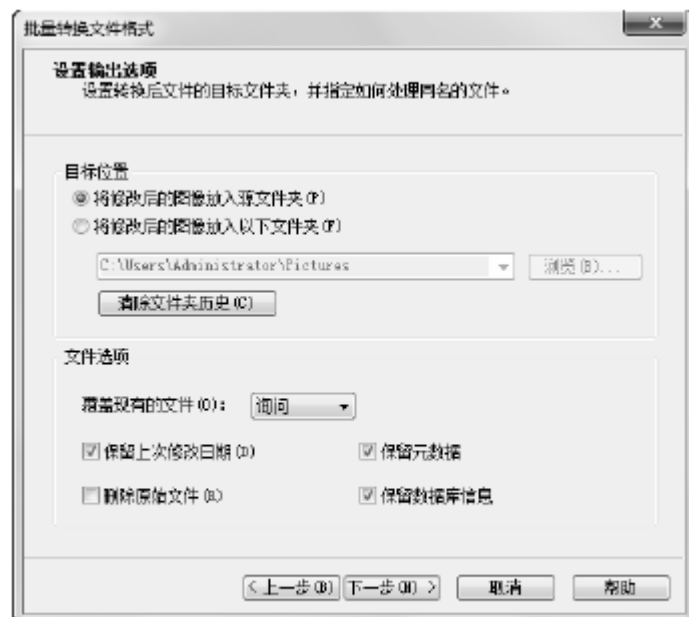 批量转换文件格式
设置输出选项
设置转换后文件的目标文件夹，并指定如何处理同名的文件。
目标位置
将修改后的图像放入源文件夹(P)
将修改后的图像放入以下文件夹(F)
C:\Users\Administrator\Pictures
浏览(B)...
清除文件夹历史(C)
文件选项
覆盖现有的文件(O)：
询问
保留上次修改日期(D)
保留元数据
删除原始文件(R)
保留数据库信息
<上一步(B)
下一步(N) >
取消
帮助